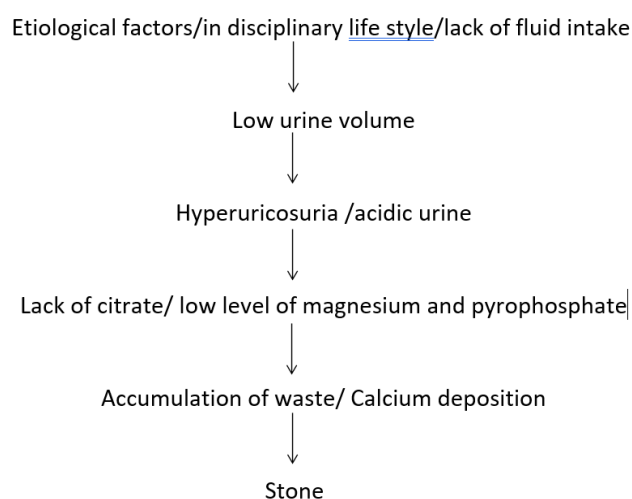 Etiological factors/in disciplinary life style/lack of fluid intake
Low urine volume
Hyperuricosuria /acidic urine
Lack of citrate/ low level of magnesium and pyrophosphate
Accumulation of waste/ Calcium deposition
Stone